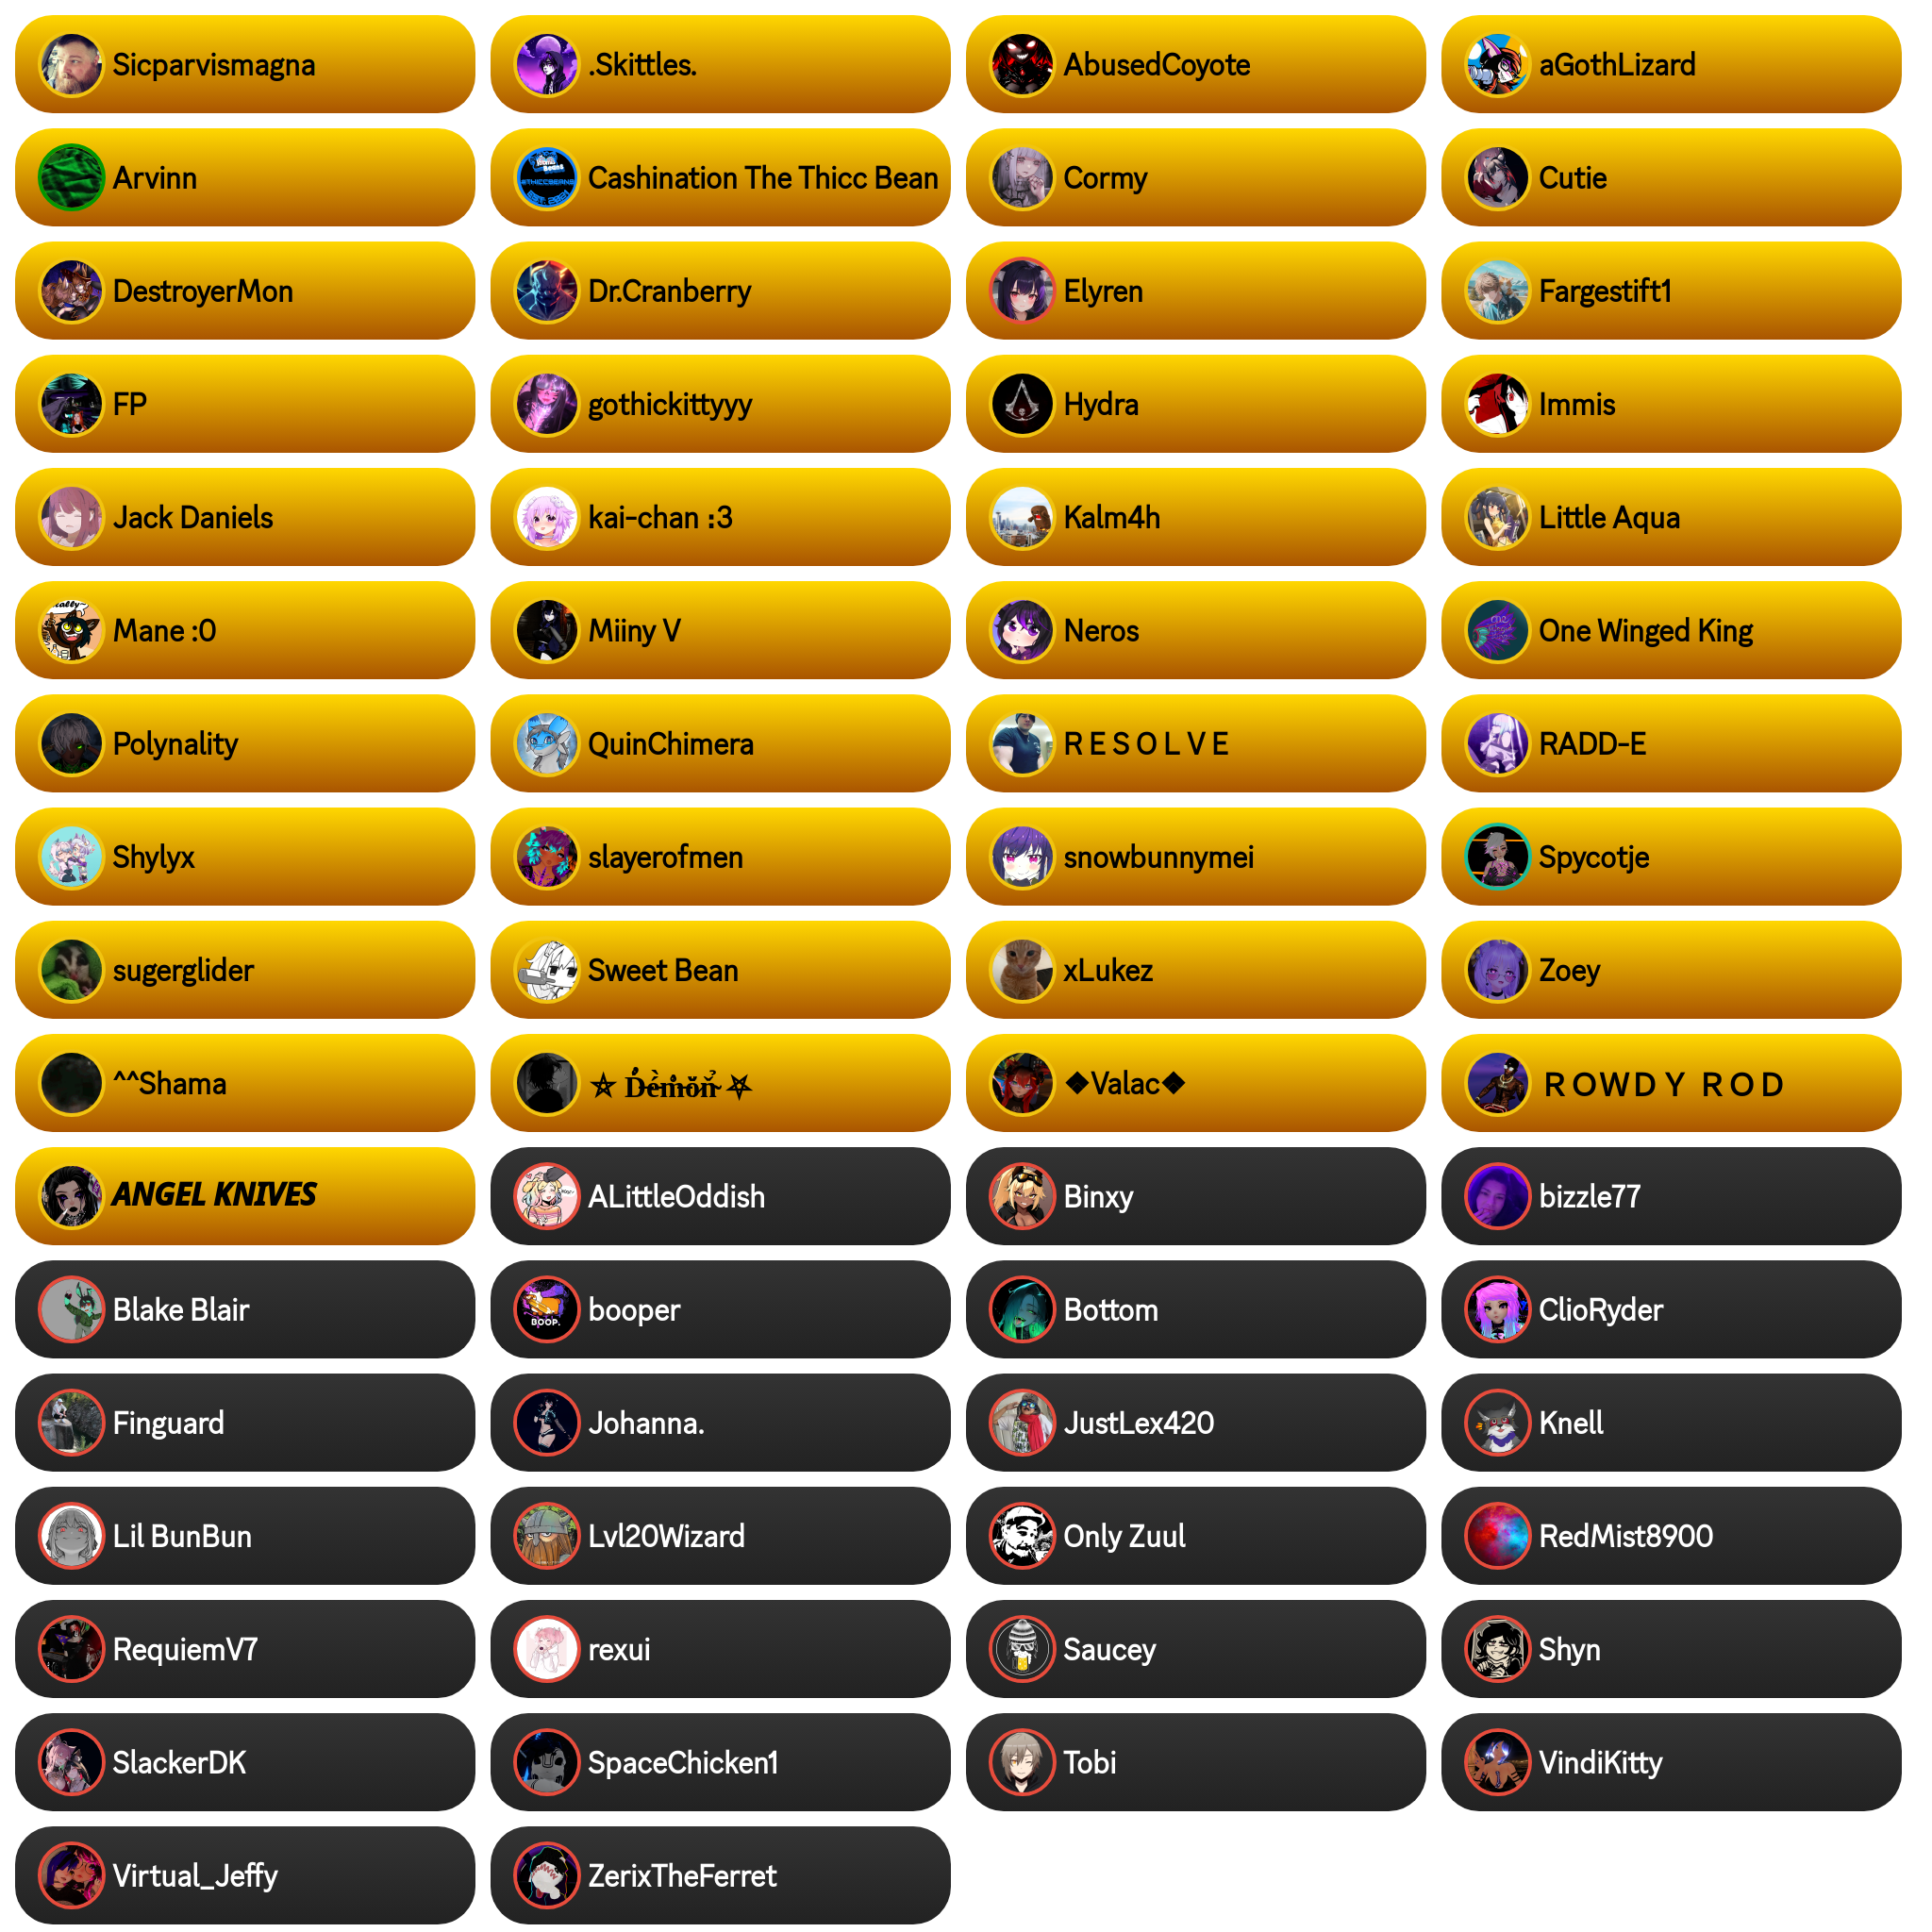 Sicparvismagna
.Skittles.
AbusedCoyote
aGothLizard
Arvinn
Cashination The Thicc Bean
Cormy
Cutie
DestroyerMon
Dr.Cranberry
Elyren
Fargestift1
FP
gothickittyyy
Hydra
Immis
Jack Daniels
kai-chan :3
Kalm4h
Little Aqua
Mane :0
Miiny V
Neros
One Winged King
Polynality
QuinChimera
R E S O L V E
RADD-E
Shylyx
slayerofmen
snowbunnymei
Spycotje
sugerglider
Sweet Bean
xLukez
Zoey
^^Shama
❖Valac❖
ＲＯＷＤＹ ＲＯＤ
ANGEL KNIVES
ALittleOddish
Binxy
bizzle77
Blake Blair
booper
BOOP.
Bottom
ClioRyder
Finguard
Johanna.
JustLex420
Knell
Lil BunBun
Lvl20Wizard
Only Zuul
RedMist8900
RequiemV7
rexui
Saucey
Shyn
SlackerDK
SpaceChicken1
Tobi
VindiKitty
Virtual_Jeffy
ZerixTheFerret